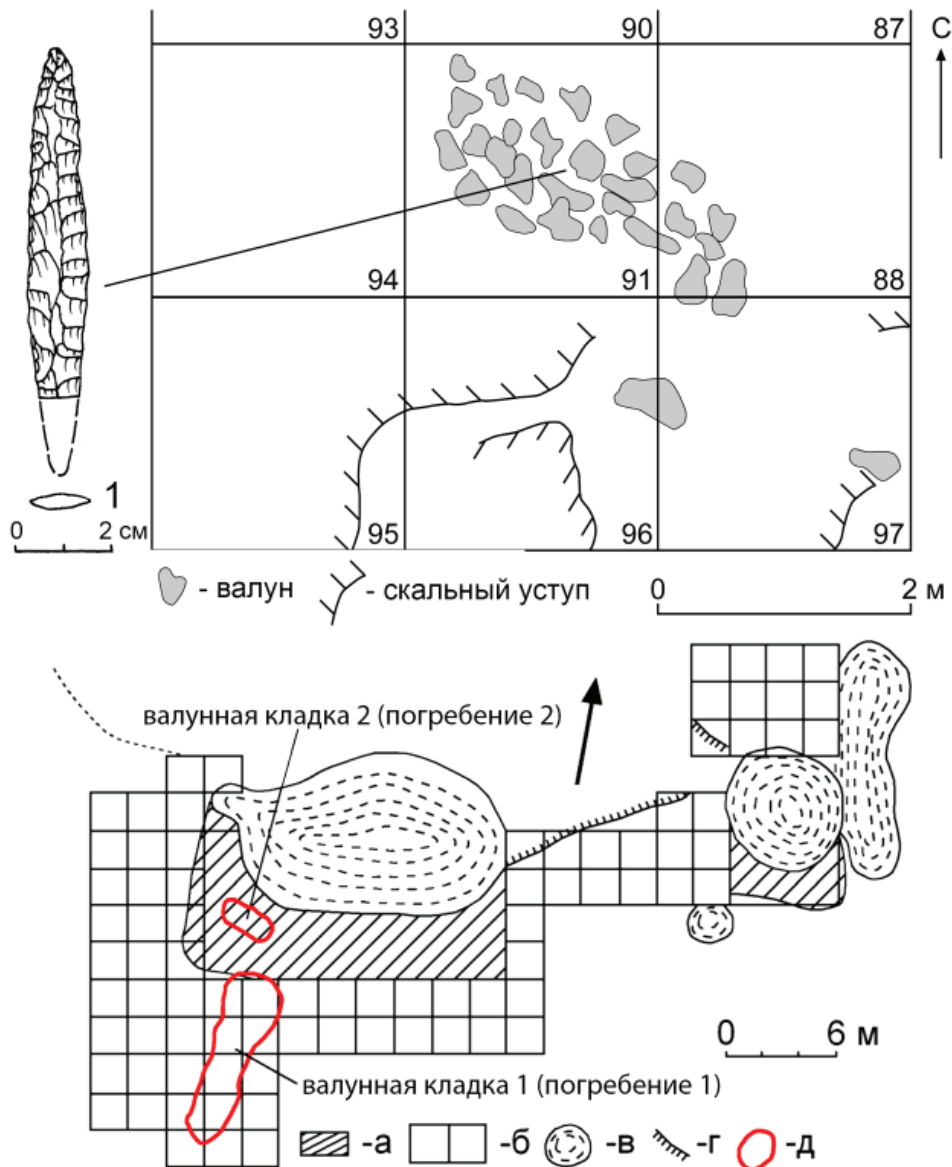 93 90 87 С
94 91 88
1
0 2 см
95 96 97
- валун - скальный уступ
0 2 м
валунная кладка 2 (погребение 2)
0 6 м
валунная кладка 1 (погребение 1)
-а -б -в -г -д